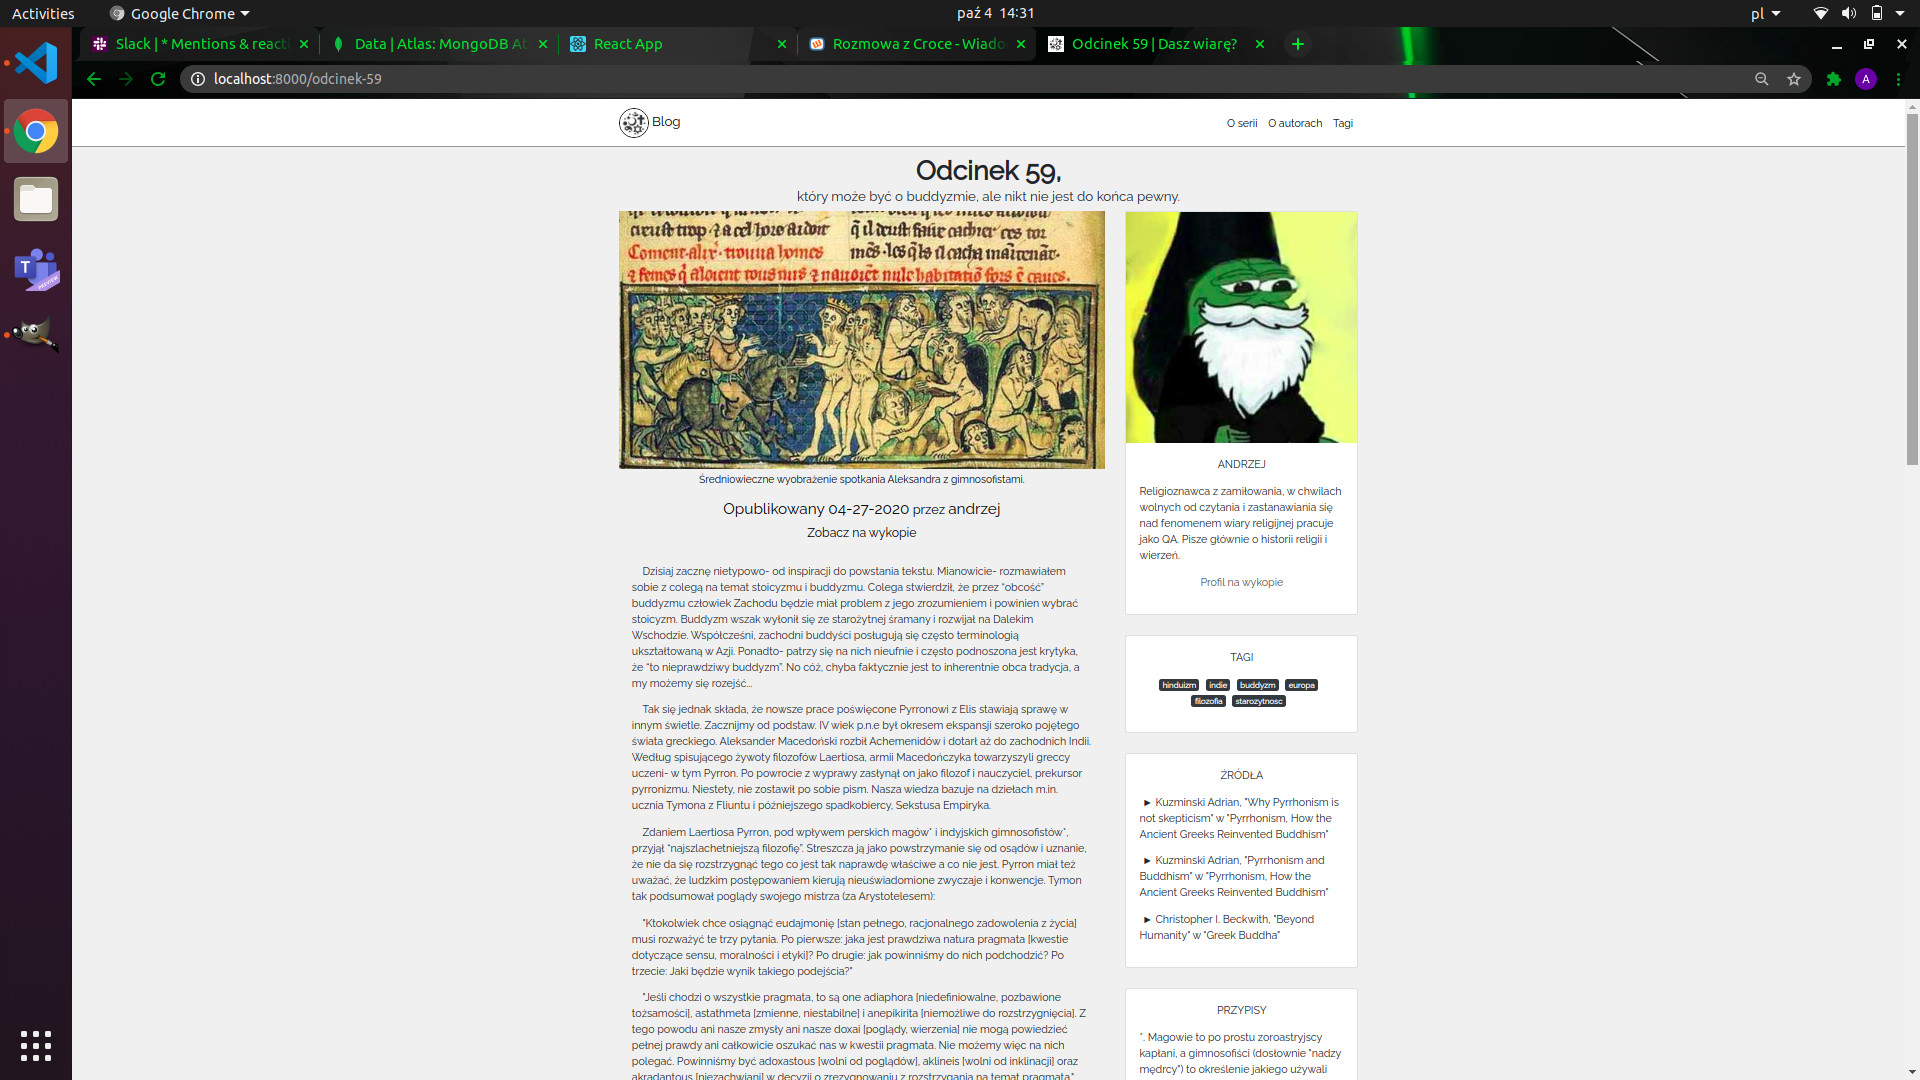 Activities
Google Chrome
paź 4 14:31
pl
Slack | * Mentions & reacti
Data | Atlas: MongoDB At
React App
Rozmowa z Croce - Wiado
Odcinek 59 | Dasz wiarę?
localhost:8000/odcinek-59
A
Blog
O serii
O autorach
Tagi
Odcinek 59,
który może być o buddyzmie, ale nikt nie jest do końca pewny.
Średniowieczne wyobrażenie spotkania Aleksandra z gimnosofistami.
Opublikowany 04-27-2020 przez andrzej
Zobacz na wykopie
Dzisiaj zacznę nietypowo- od inspiracji do powstania tekstu. Mianowicie- rozmawiałem
sobie z colegą na temat stoicyzmu i buddyzmu. Colega stwierdził, że przez “obcość”
buddyzmu człowiek Zachodu będzie miał problem z jego zrozumieniem i powinien wybrać
stoicyzm. Buddyzm wszak wyłonił się ze starożytnej śramany i rozwijał na Dalekim
Wschodzie. Współcześni, zachodni buddyści posługują się często terminologią
ukształtowaną w Azji. Ponadto- patrzy się na nich nieufnie i często podnoszona jest krytyka,
że “to nieprawdziwy buddyzm”. No cóż, chyba faktycznie jest to inherentnie obca tradycja, a
my możemy się rozejść...
Tak się jednak składa, że nowsze prace poświęcone Pyrronowi z Elis stawiają sprawę w
innym świetle. Zacznijmy od podstaw. IV wiek p.n.e był okresem ekspansji szeroko pojętego
świata greckiego. Aleksander Macedoński rozbił Achemenidów i dotarł aż do zachodnich Indii.
Według spisującego żywoty filozofów Laertiosa, armii Macedończyka towarzyszyli greccy
uczeni- w tym Pyrron. Po powrocie z wyprawy zasłynął on jako filozof i nauczyciel, prekursor
pyrronizmu. Niestety, nie zostawił po sobie pism. Nasza wiedza bazuje na dziełach m.in.
ucznia Tymona z Fliuntu i późniejszego spadkobiercy, Sekstusa Empiryka.
Zdaniem Laertiosa Pyrron, pod wpływem perskich magów* i indyjskich gimnosofistów*,
przyjął “najszlachetniejszą filozofię”. Streszcza ją jako powstrzymanie się od osądów i uznanie,
że nie da się rozstrzygnąć tego co jest tak naprawdę właściwe a co nie jest. Pyrron miał też
uważać, że ludzkim postępowaniem kierują nieuświadomione zwyczaje i konwencje. Tymon
tak podsumował poglądy swojego mistrza (za Arystotelesem):
"Ktokolwiek chce osiągnąć eudajmonię [stan pełnego, racjonalnego zadowolenia z życia]
musi rozważyć te trzy pytania. Po pierwsze: jaka jest prawdziwa natura pragmata [kwestie
dotyczące sensu, moralności i etyki]? Po drugie: jak powinniśmy do nich podchodzić? Po
trzecie: Jaki będzie wynik takiego podejścia?"
"Jeśli chodzi o wszystkie pragmata, to są one adiaphora [niedefiniowalne, pozbawione
tożsamości], astathmeta [zmienne, niestabilne] i anepikirita [niemożliwe do rozstrzygnięcia]. Z
tego powodu ani nasze zmysły ani nasze doxai [poglądy, wierzenia] nie mogą powiedzieć
pełnej prawdy ani całkowicie oszukać nas w kwestii pragmata. Nie możemy więc na nich
polegać. Powinniśmy być adoxastous [wolni od poglądów], aklineis [wolni od inklinacji] oraz
akradantous [niezachwiani] w decyzji o zrezygnowaniu z rozstrzygania na temat pragmata."
ANDRZEJ
Religioznawca z zamiłowania, w chwilach
wolnych od czytania i zastanawiania się
nad fenomenem wiary religijnej pracuje
jako QA. Pisze głównie o historii religii i
wierzeń.
Profil na wykopie
TAGI
hinduizm indie buddyzm europa
filozofia starozytnosc
ŹRÓDŁA
► Kuzminski Adrian, "Why Pyrrhonism is
not skepticism" w "Pyrrhonism, How the
Ancient Greeks Reinvented Buddhism"
► Kuzminski Adrian, "Pyrrhonism and
Buddhism" w "Pyrrhonism, How the
Ancient Greeks Reinvented Buddhism"
► Christopher I. Beckwith, "Beyond
Humanity" w "Greek Buddha"
PRZYPISY
*. Magowie to po prostu zoroastryjscy
kapłani, a gimnosofiści (dosłownie "nadzy
mędrcy") to określenie jakiego używali